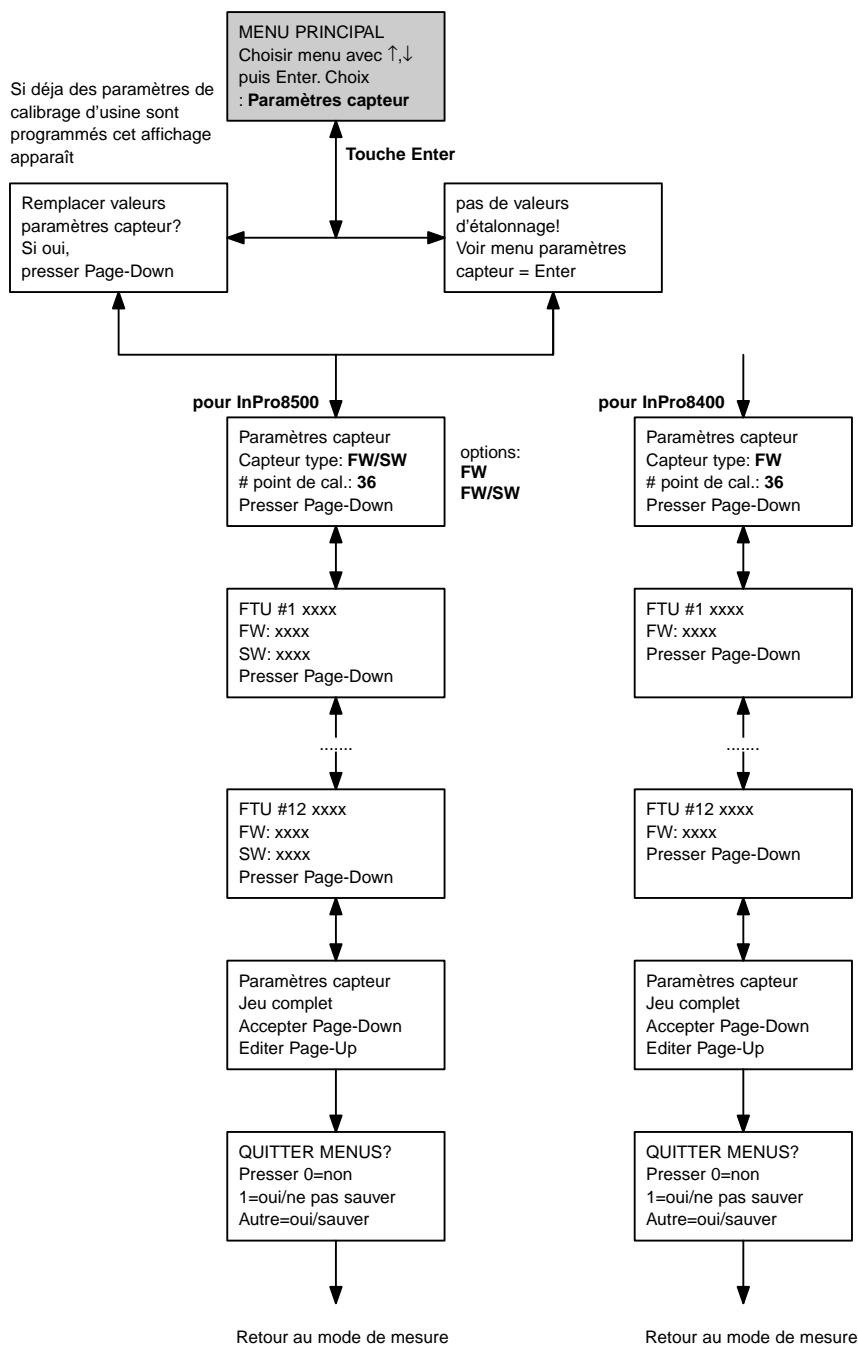 MENU PRINCIPAL
Choisir menu avec ↑,↓
puis Enter. Choix
: Paramètres capteur
Si déja des paramètres de
calibrage d'usine sont
programmés cet affichage
apparaît
Touche Enter
Remplacer valeurs
paramètres capteur?
Si oui,
presser Page-Down
pas de valeurs
d'étalonnage!
Voir menu paramètres
capteur = Enter
pour InPro8500
Paramètres capteur
Capteur type: FW/SW
# point de cal.: 36
Presser Page-Down
options:
FW
FW/SW
FTU #1 xxxx
FW: xxxx
SW: xxxx
Presser Page-Down
.......
FTU #12 xxxx
FW: xxxx
SW: xxxx
Presser Page-Down
Paramètres capteur
Jeu complet
Accepter Page-Down
Editer Page-Up
QUITTER MENUS?
Presser 0=non
1=oui/ne pas sauver
Autre=oui/sauver
Retour au mode de mesure
pour InPro8400
Paramètres capteur
Capteur type: FW
# point de cal.: 36
Presser Page-Down
FTU #1 xxxx
FW: xxxx
Presser Page-Down
.......
FTU #12 xxxx
FW: xxxx
Presser Page-Down
Paramètres capteur
Jeu complet
Accepter Page-Down
Editer Page-Up
QUITTER MENUS?
Presser 0=non
1=oui/ne pas sauver
Autre=oui/sauver
Retour au mode de mesure